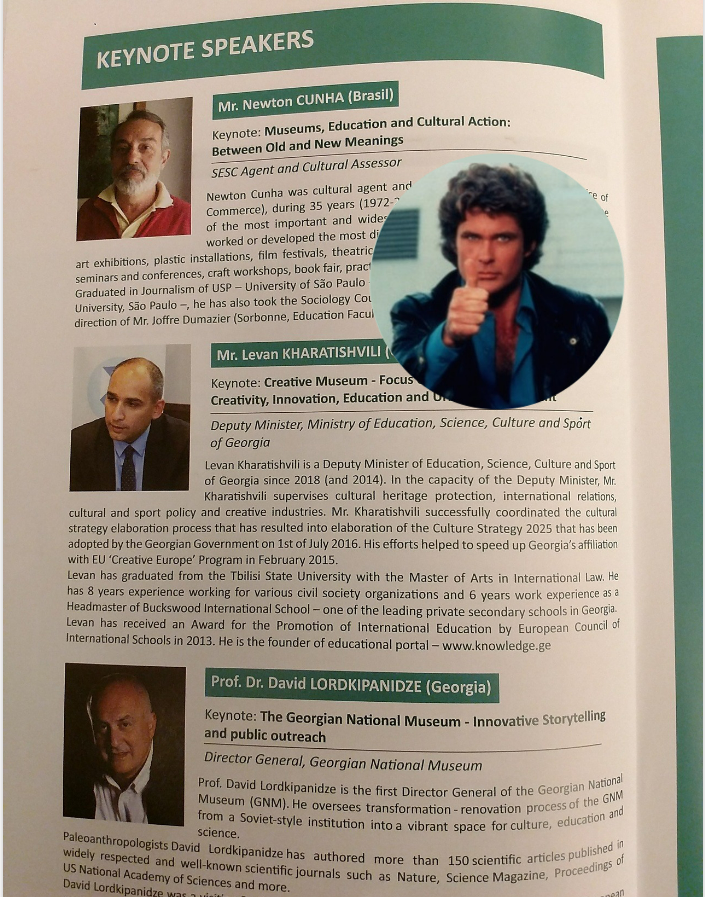 KEYNOTE SPEAKERS
Mr. Newton CUNHA (Brasil)
Keynote: Museums, Education and Cultural Action:
Between Old and New Meanings
SESC Agent and Cultural Assessor
Newton Cunha was cultural agent and ce of
Commerce), during 35 years (1972-
of the most important and wides
worked or developed the most di
art exhibitions, plastic installations, film festivals, theatric
seminars and conferences, craft workshops, book fair, pract
Graduated in Journalism of USP – University of São Paulo
University, São Paulo –, he has also took the Sociology Cou
direction of Mr. Joffre Dumazier (Sorbonne, Education Facul
Mr. Levan KHARATISHVILI (
Keynote: Creative Museum - Focus
Creativity, Innovation, Education and
Deputy Minister, Ministry of Education, Science, Culture and Sport
of Georgia
Levan Kharatishvili is a Deputy Minister of Education, Science, Culture and Sport
of Georgia since 2018 (and 2014). In the capacity of the Deputy Minister, Mr.
Kharatishvili supervises cultural heritage protection, international relations,
cultural and sport policy and creative industries. Mr. Kharatishvili successfully coordinated the cultural
strategy elaboration process that has resulted into elaboration of the Culture Strategy 2025 that has been
adopted by the Georgian Government on 1st of July 2016. His efforts helped to speed up Georgia's affiliation
with EU 'Creative Europe' Program in February 2015.
Levan has graduated from the Tbilisi State University with the Master of Arts in International Law. He
has 8 years experience working for various civil society organizations and 6 years work experience as a
Headmaster of Buckswood International School – one of the leading private secondary schools in Georgia.
Levan has received an Award for the Promotion of International Education by European Council of
International Schools in 2013. He is the founder of educational portal – www.knowledge.ge
Prof. Dr. David LORDKIPANIDZE (Georgia)
Keynote: The Georgian National Museum - Innovative Storytelling
and public outreach
Director General, Georgian National Museum
Prof. David Lordkipanidze is the first Director General of the Georgian National
Museum (GNM). He oversees transformation - renovation process of the GNM
from a Soviet-style institution into a vibrant space for culture, education and
science.
Paleoanthropologists David Lordkipanidze has authored more than 150 scientific articles published in
widely respected and well-known scientific journals such as Nature, Science Magazine, Proceedings of
US National Academy of Sciences and more.
David Lordkipanidze was a